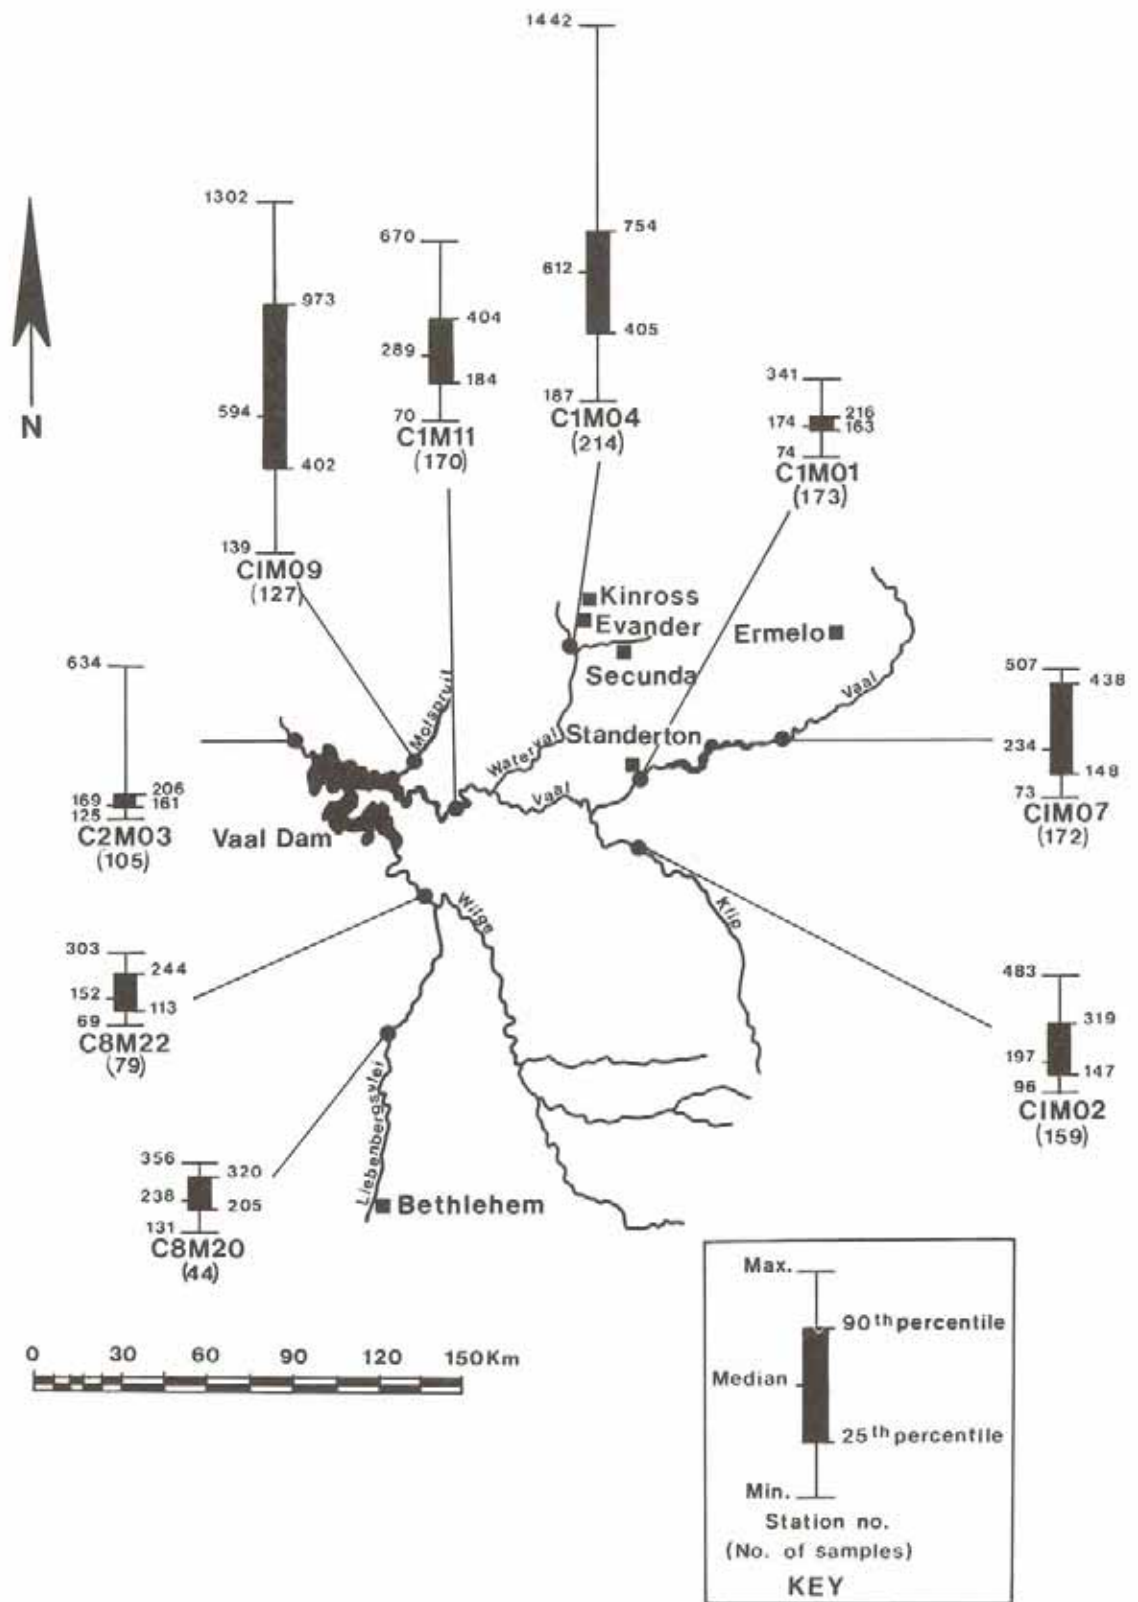 1442
1302
670
754
973
612
404
289
405
184
341
594
187
216
70
174
163
C1M04
C1M11
(214)
402
74
(170)
C1M01
(173)
139
CIM09
(127)
Kinross
Evander
Ermelo
634
Secunda
507
438
Vaal
Molspruit
Standerton
Waterval
234
148
206
169
161
125
Vaal
73
C2M03
Vaal Dam
CIM07
(105)
(172)
Wilge
Klip
303
244
483
152
113
319
69
C8M22
197
147
(79)
96
CIM02
Liebenbergsvlei
(159)
356
320
238
205
Bethlehem
131
C8M20
(44)
N
Max.
90th percentile
Median
25th percentile
Min.
Station no.
(No. of samples)
KEY
0 30 60 90 120 150Km